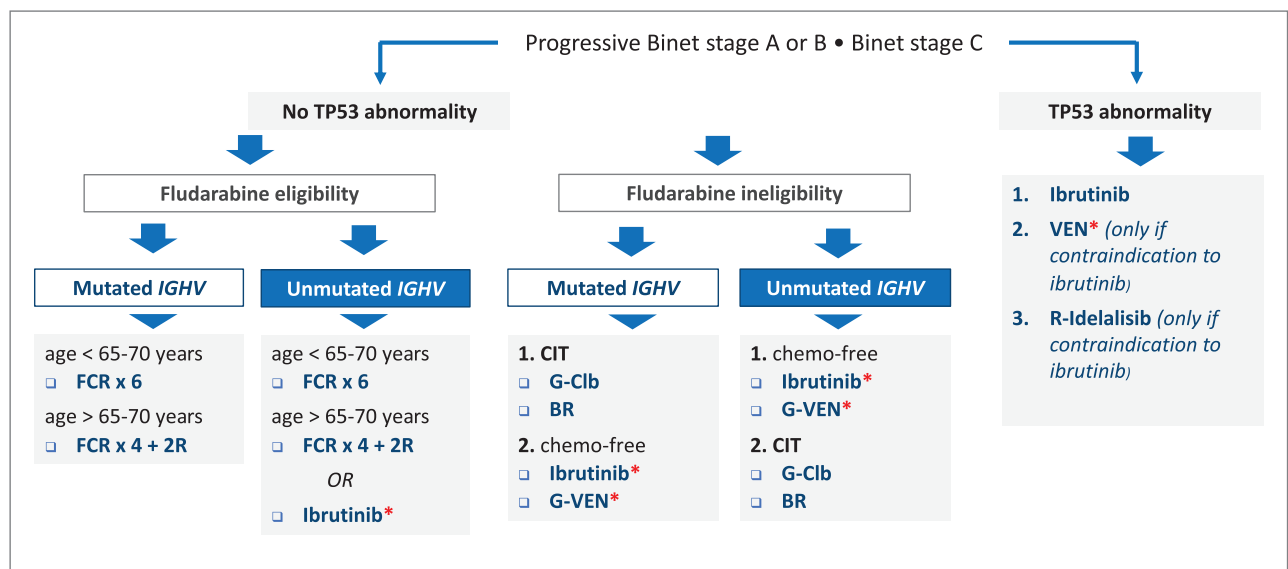 Progressive Binet stage A or B • Binet stage C
No TP53 abnormality
TP53 abnormality
Fludarabine eligibility
Fludarabine ineligibility
Mutated IGHV
Unmutated IGHV
Mutated IGHV
Unmutated IGHV
age < 65-70 years
❑ FCR x 6
age > 65-70 years
❑ FCR x 4 + 2R
age < 65-70 years
❑ FCR x 6
age > 65-70 years
❑ FCR x 4 + 2R
OR
❑ Ibrutinib*
1. CIT
❑ G-Clb
❑ BR
2. chemo-free
❑ Ibrutinib*
❑ G-VEN*
1. chemo-free
❑ Ibrutinib*
❑ G-VEN*
2. CIT
❑ G-Clb
❑ BR
1. Ibrutinib
2. VEN* (only if
contraindication to
ibrutinib)
3. R-Idelalisib (only if
contraindication to
ibrutinib)